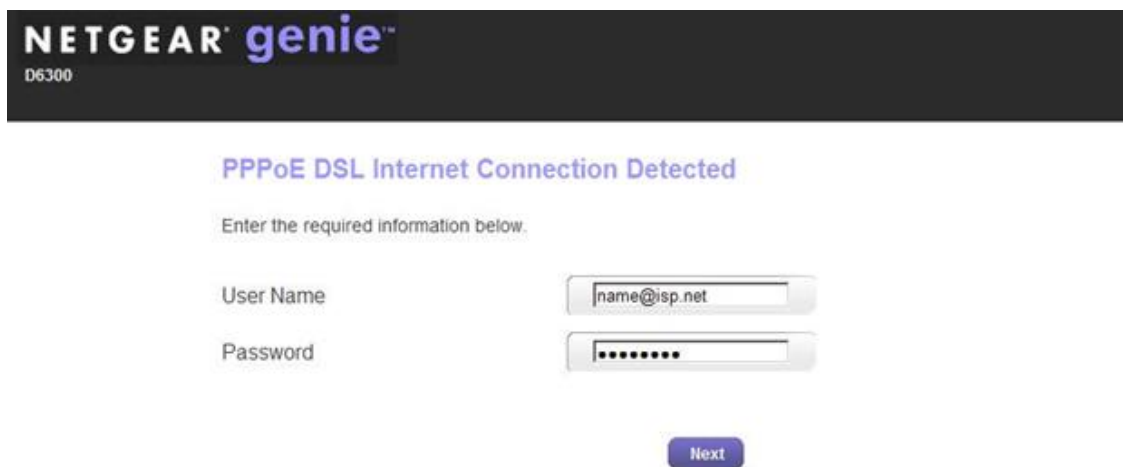 NETGEAR® genie™
D6300
PPPoE DSL Internet Connection Detected
Enter the required information below.
User Name name@isp.net
Password ••••••••
Next